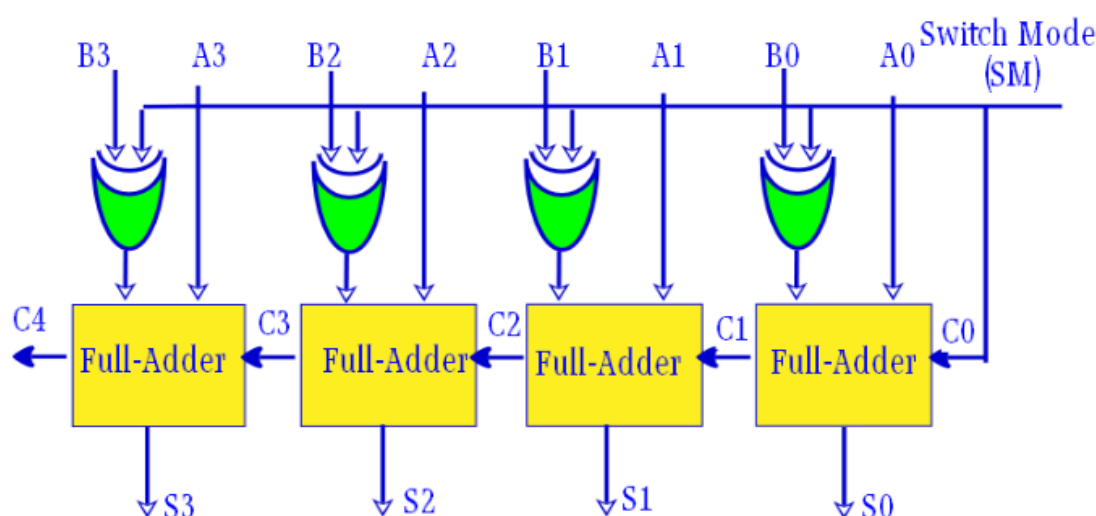 B3 A3 B2 A2 B1 A1 B0 A0 Switch Mode
(SM)
C4 C3 C2 C1 C0
Full-Adder Full-Adder Full-Adder Full-Adder
S3 S2 S1 S0